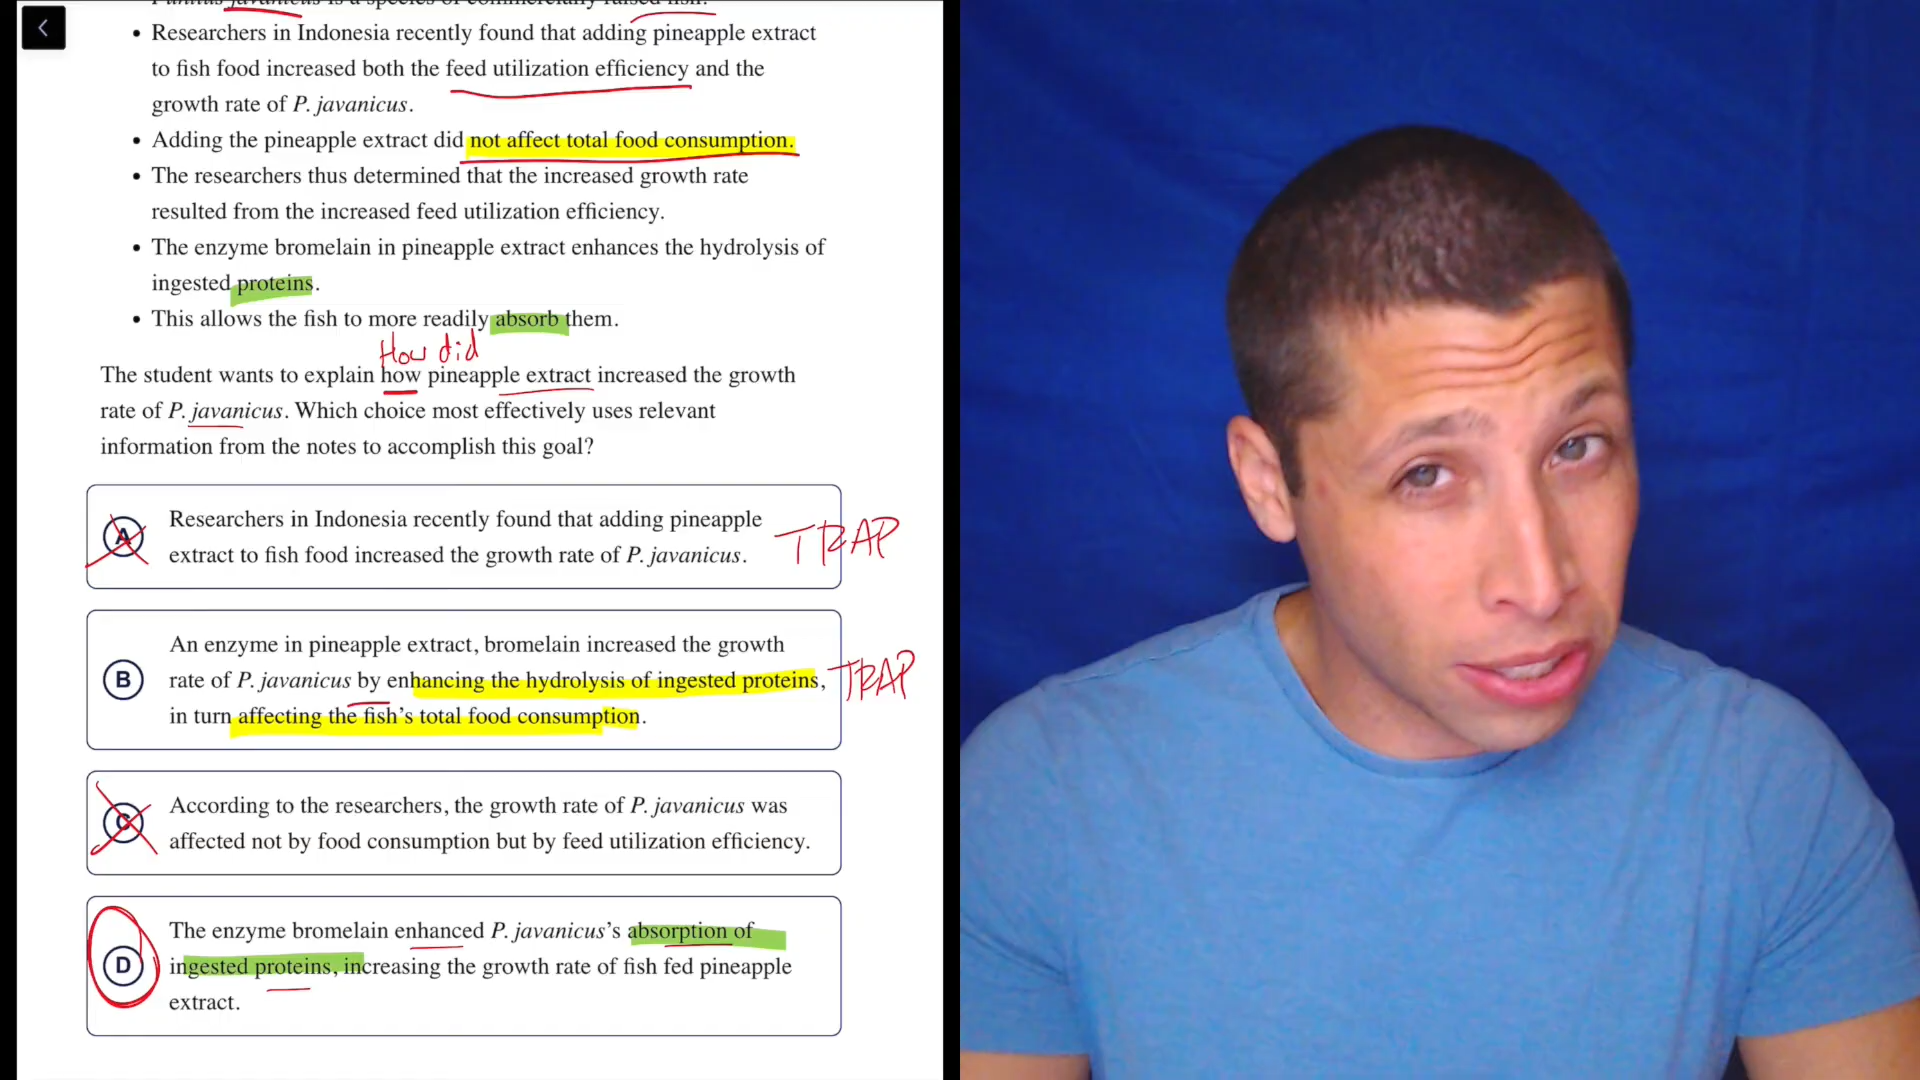 Puntius javanicus is a species of commercially raised fish.
• Researchers in Indonesia recently found that adding pineapple extract
to fish food increased both the feed utilization efficiency and the
growth rate of P. javanicus.
• Adding the pineapple extract did not affect total food consumption.
• The researchers thus determined that the increased growth rate
resulted from the increased feed utilization efficiency.
• The enzyme bromelain in pineapple extract enhances the hydrolysis of
ingested proteins.
• This allows the fish to more readily absorb them.
How did
The student wants to explain how pineapple extract increased the growth
rate of P. javanicus. Which choice most effectively uses relevant
information from the notes to accomplish this goal?
A
Researchers in Indonesia recently found that adding pineapple
extract to fish food increased the growth rate of P. javanicus.
TRAP
B
An enzyme in pineapple extract, bromelain increased the growth
rate of P. javanicus by enhancing the hydrolysis of ingested proteins,
in turn affecting the fish's total food consumption.
TRAP
C
According to the researchers, the growth rate of P. javanicus was
affected not by food consumption but by feed utilization efficiency.
D
The enzyme bromelain enhanced P. javanicus's absorption of
ingested proteins, increasing the growth rate of fish fed pineapple
extract.